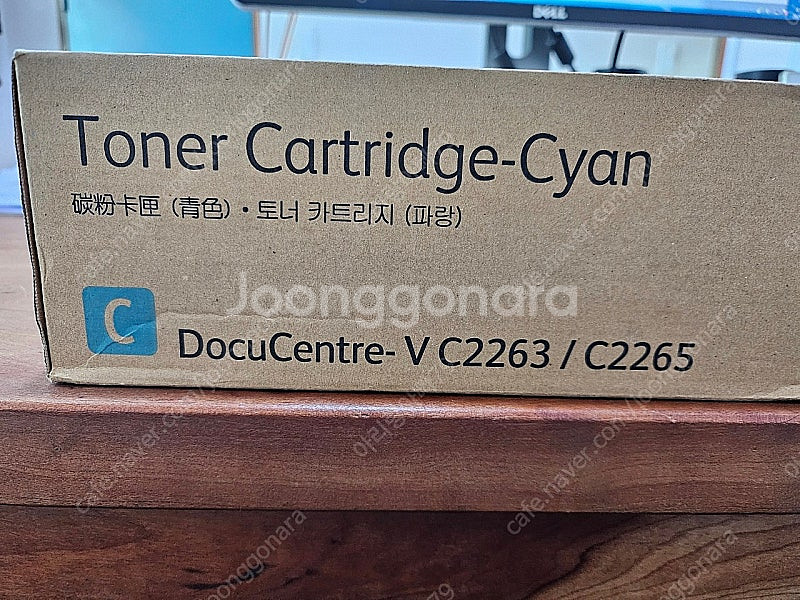 DELL
Toner Cartridge-Cyan
碳粉卡匣 (青色)・토너 카트리지 (파랑)
Joonggonara
C
DocuCentre- V C2263 / C2265